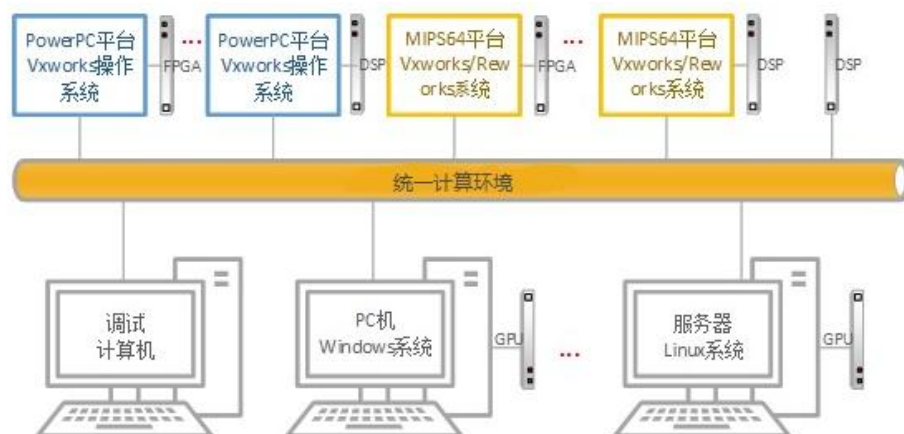 PowerPC平台
Vxworks操作
系统
FPGA
...
PowerPC平台
Vxworks操作
系统
DSP
MIPS64平台
Vxworks/Rew
orks系统
FPGA
...
MIPS64平台
Vxworks/Rew
orks系统
DSP
DSP
统一计算环境
调试
计算机
PC机
Windows系统
GPU
...
服务器
Linux系统
GPU